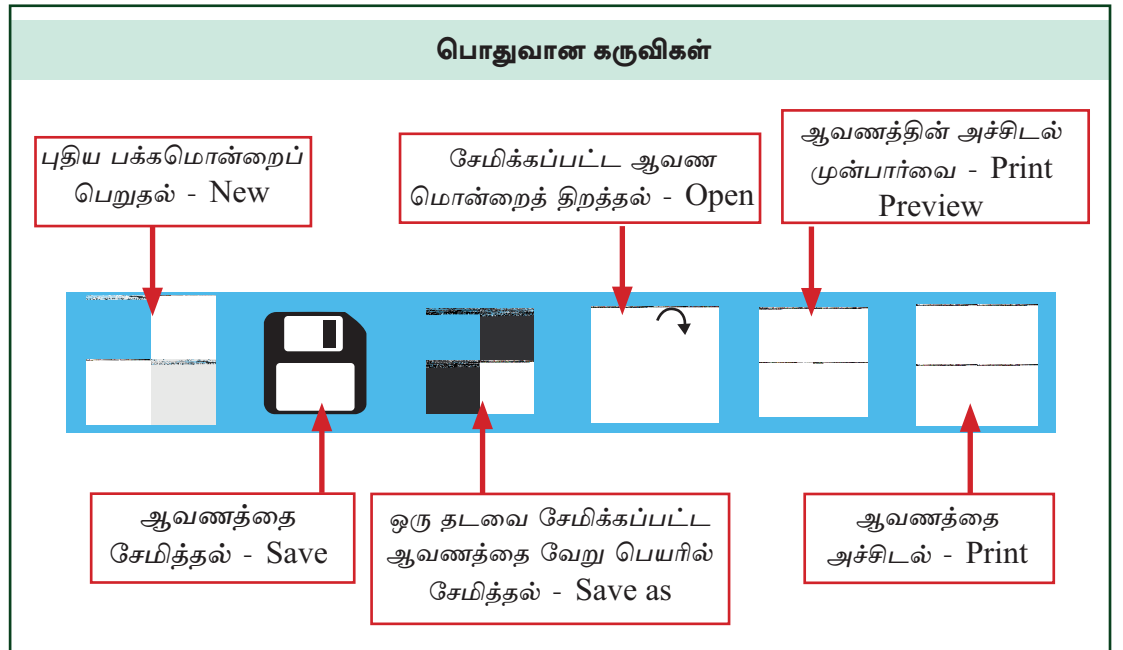 பொதுவான கருவிகள்
புதிய பக்கமொன்றைப்
பெறுதல் - New
சேமிக்கப்பட்ட ஆவண
மொன்றைத் திறத்தல் - Open
ஆவணத்தின் அச்சிடல்
முன்பார்வை - Print
Preview
ஆவணத்தை
சேமித்தல் - Save
ஒரு தடவை சேமிக்கப்பட்ட
ஆவணத்தை வேறு பெயரில்
சேமித்தல் - Save as
ஆவணத்தை
அச்சிடல் - Print